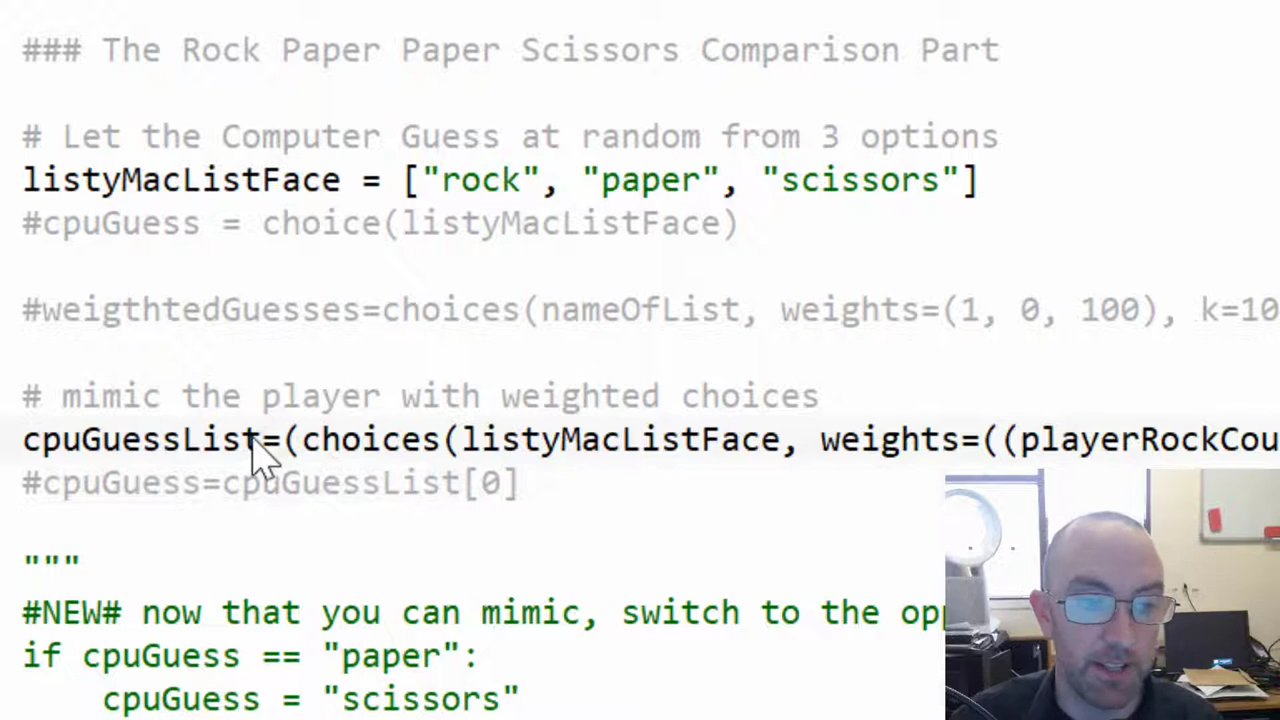 ### The Rock Paper Paper Scissors Comparison Part
# Let the Computer Guess at random from 3 options
listyMacListFace = ["rock", "paper", "scissors"]
#cpuGuess = choice(listyMacListFace)
#weigthtedGuesses=choices(nameOfList, weights=(1, 0, 100), k=10
# mimic the player with weighted choices
cpuGuessList=(choices(listyMacListFace, weights=((playerRockCou
#cpuGuess=cpuGuessList[0]
"""
#NEW# now that you can mimic, switch to the opp
if cpuGuess == "paper":
    cpuGuess = "scissors"